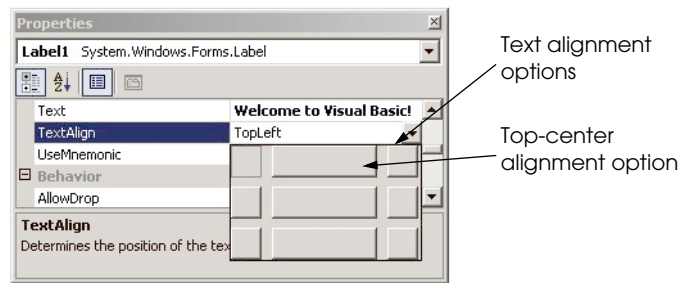 Properties
Label1 System.Windows.Forms.Label
Text Welcome to Visual Basic!
TextAlign TopLeft
UseMnemonic
Behavior
AllowDrop
TextAlign
Determines the position of the tex
Text alignment
options
Top-center
alignment option